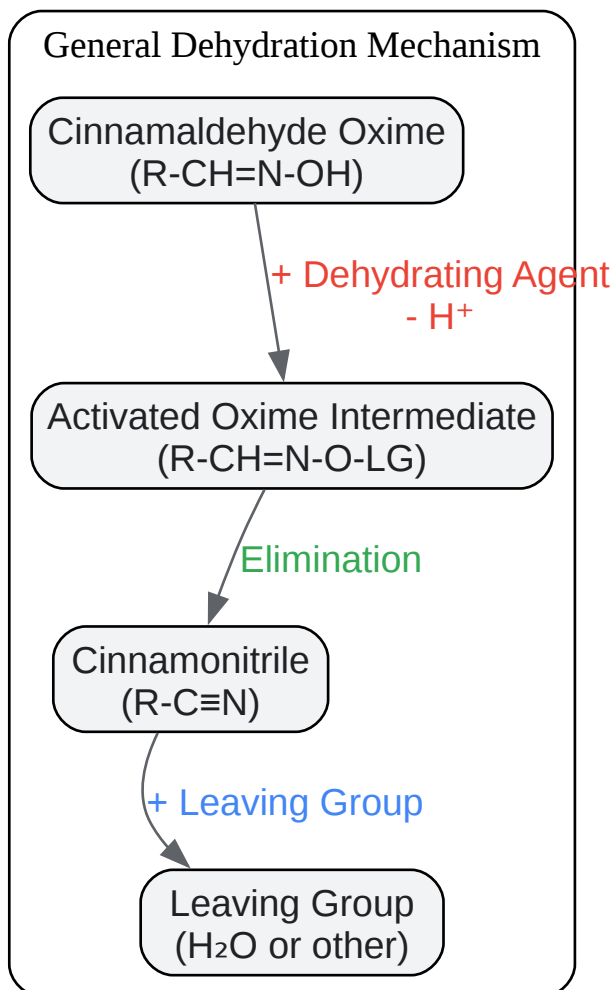 General Dehydration Mechanism
Cinnamaldehyde Oxime
(R-CH=N-OH)
+ Dehydrating Agent
- H⁺
Activated Oxime Intermediate
(R-CH=N-O-LG)
Elimination
Cinnamonitrile
(R-C≡N)
+ Leaving Group
Leaving Group
(H₂O or other)